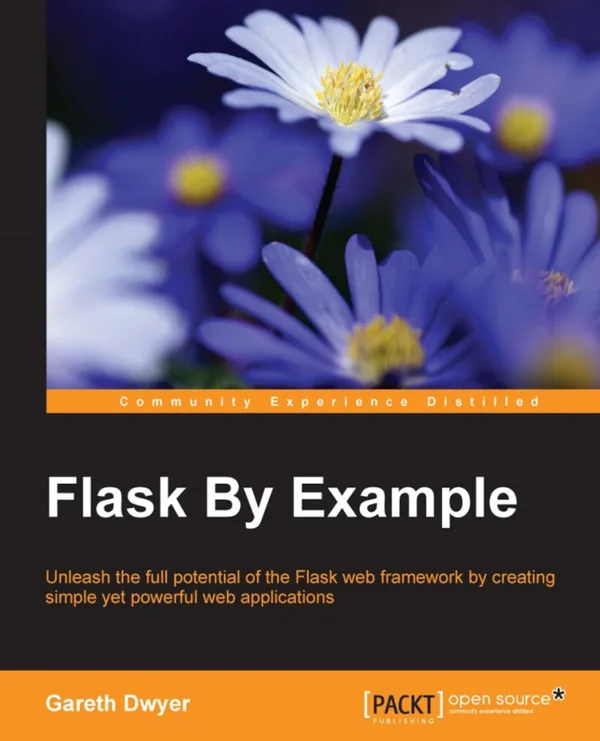 Community Experience Distilled
Flask By Example
Unleash the full potential of the Flask web framework by creating
simple yet powerful web applications
Gareth Dwyer
[PACKT]
PUBLISHING
open source*
community experience distilled